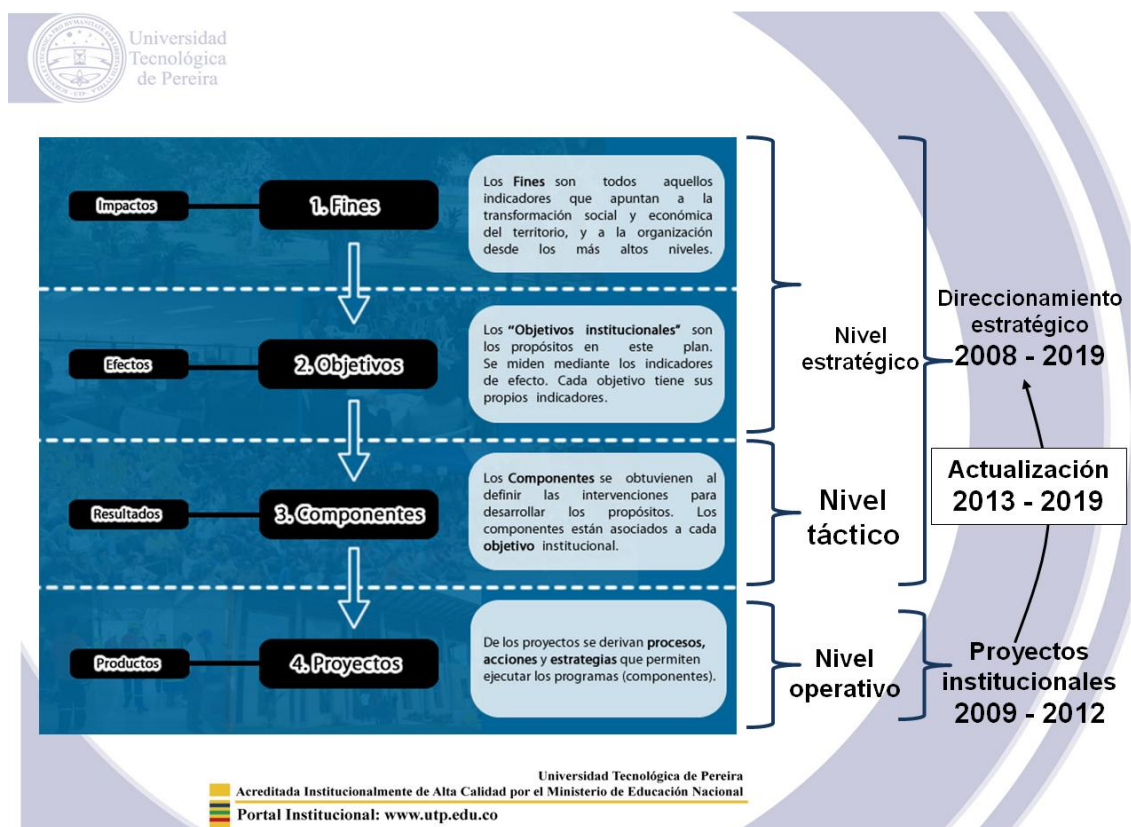 Universidad
Tecnológica
de Pereira
Impactos
1. Fines
Los Fines son todos aquellos
indicadores que apuntan a la
transformación social y económica
del territorio, y a la organización
desde los más altos niveles.
Efectos
2. Objetivos
Los “Objetivos institucionales” son
los propósitos en este plan.
Se miden mediante los indicadores
de efecto. Cada objetivo tiene sus
propios indicadores.
Resultados
3. Componentes
Los Componentes se obtuvienen al
definir las intervenciones para
desarrollar los propósitos. Los
componentes están asociados a cada
objetivo institucional.
Productos
4. Proyectos
De los proyectos se derivan procesos,
acciones y estrategias que permiten
ejecutar los programas (componentes).
Nivel
estratégico
Nivel
táctico
Nivel
operativo
Direccionamiento
estratégico
2008 - 2019
Actualización
2013 - 2019
Proyectos
institucionales
2009 - 2012
Universidad Tecnológica de Pereira
Acreditada Institucionalmente de Alta Calidad por el Ministerio de Educación Nacional
Portal Institucional: www.utp.edu.co